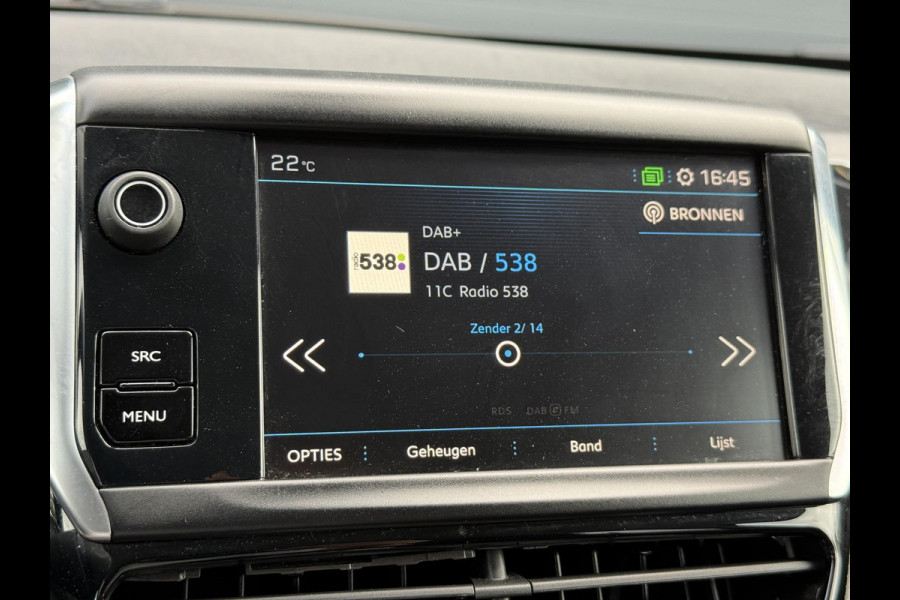 22°C
16:45
BRONNEN
DAB+
radio 538
DAB / 538
11C Radio 538
Zender 2/ 14
SRC
MENU
RDS DAB FM
OPTIES Geheugen Band Lijst